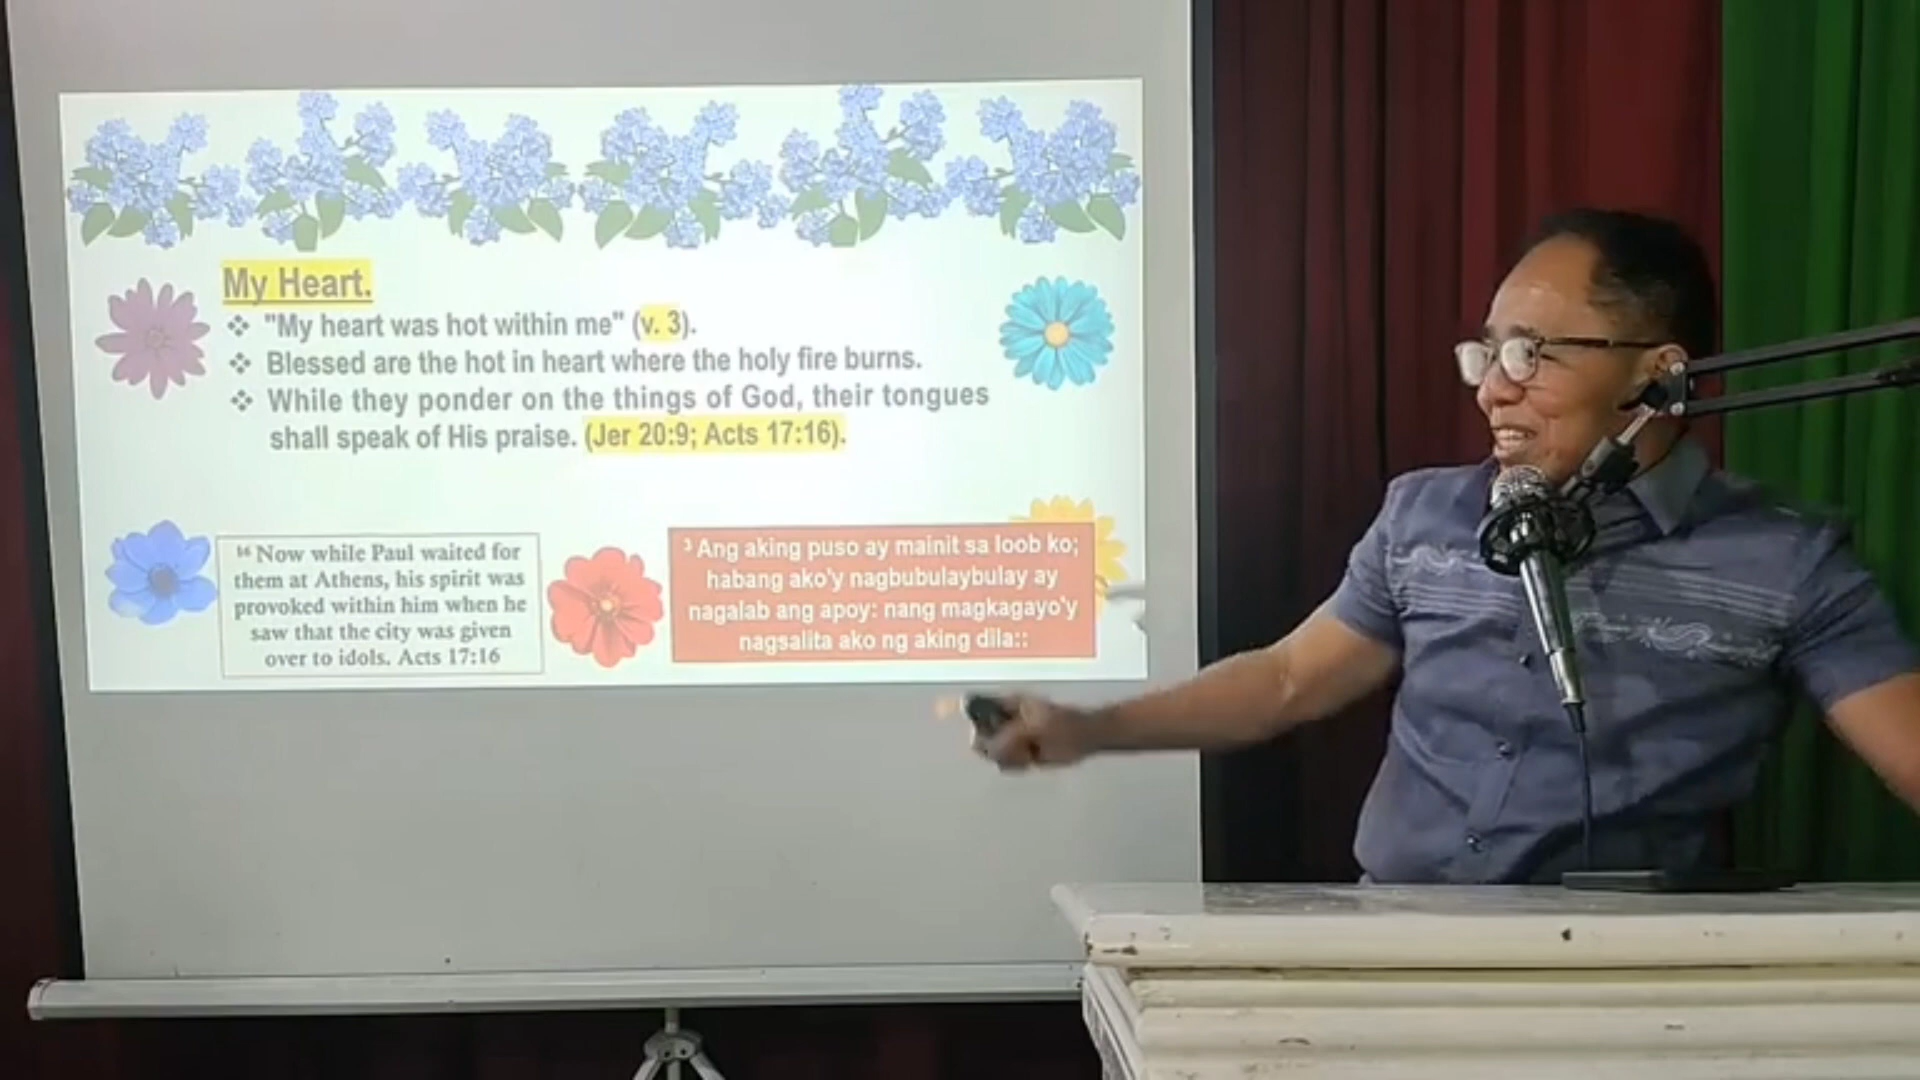 My Heart.
❖ "My heart was hot within me" (v. 3).
❖ Blessed are the hot in heart where the holy fire burns.
❖ While they ponder on the things of God, their tongues
shall speak of His praise. (Jer 20:9; Acts 17:16).
16 Now while Paul waited for
them at Athens, his spirit was
provoked within him when he
saw that the city was given
over to idols. Acts 17:16
3 Ang aking puso ay mainit sa loob ko;
habang ako'y nagbubulaybulay ay
nagalab ang apoy: nang magkagayo'y
nagsalita ako ng aking dila::